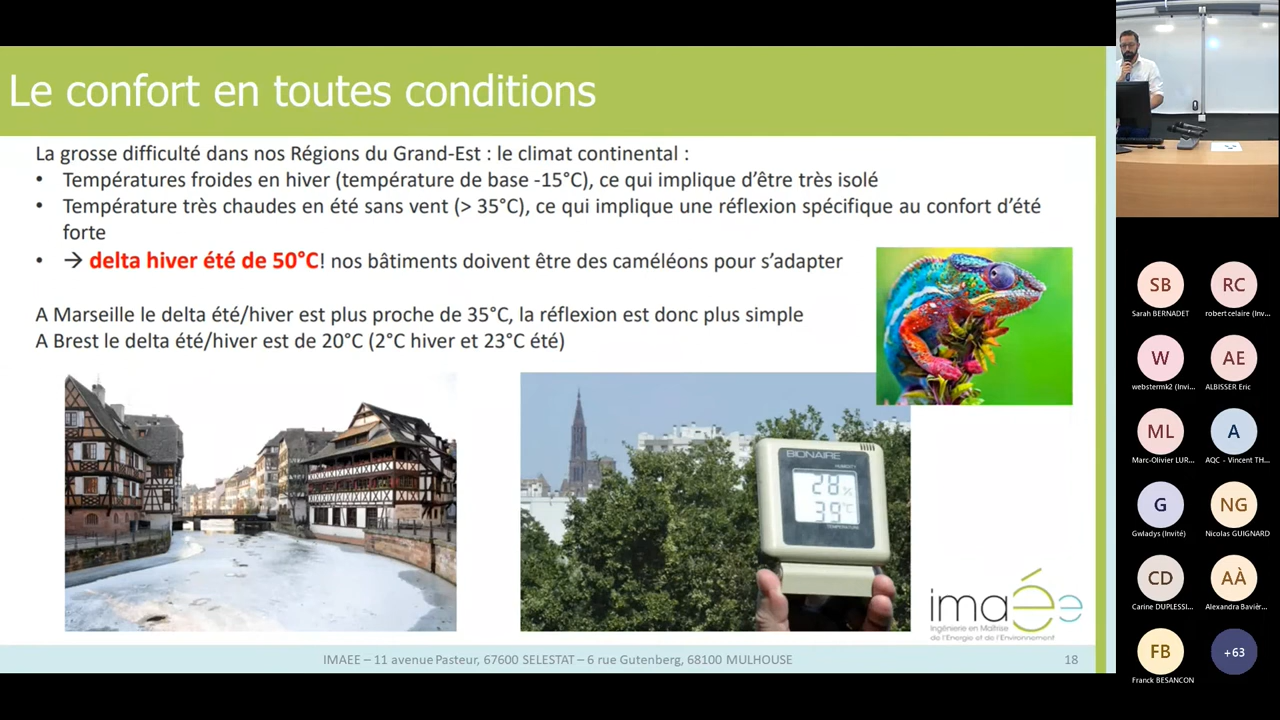 Le confort en toutes conditions
La grosse difficulté dans nos Régions du Grand-Est : le climat continental :
• Températures froides en hiver (température de base -15°C), ce qui implique d'être très isolé
• Température très chaudes en été sans vent (> 35°C), ce qui implique une réflexion spécifique au confort d'été
forte
• → delta hiver été de 50°C! nos bâtiments doivent être des caméléons pour s'adapter
A Marseille le delta été/hiver est plus proche de 35°C, la réflexion est donc plus simple
A Brest le delta été/hiver est de 20°C (2°C hiver et 23°C été)
BIONAIRE
HUMIDITY
28 %
39 °C
TEMPERATURE
imaÉe
Ingénierie en Maîtrise
de l'Energie et de l'Environnement
IMAEE – 11 avenue Pasteur, 67600 SELESTAT – 6 rue Gutenberg, 68100 MULHOUSE
18
SB
RC
Sarah BERNADET
robert celaire (Inv...
W
AE
webstermk2 (Invi...
ALBISSER Eric
ML
A
Marc-Olivier LUR...
AQC - Vincent TH...
G
NG
Gwladys (Invité)
Nicolas GUIGNARD
CD
AÀ
Carine DUPLESSI...
Alexandra Bavièr...
FB
+63
Franck BESANCON